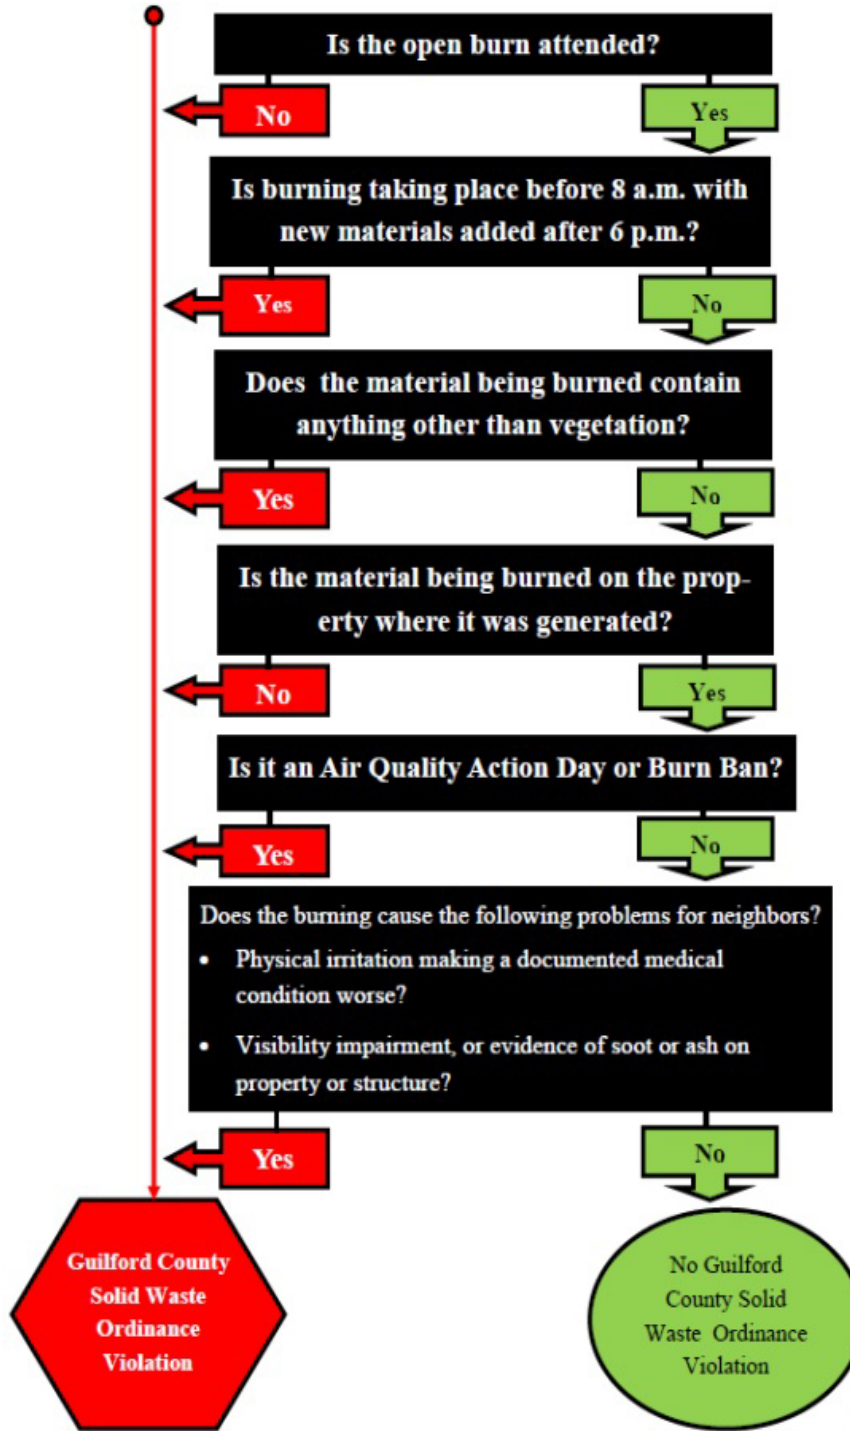 Is the open burn attended?
No
Yes
Is burning taking place before 8 a.m. with
new materials added after 6 p.m.?
Yes
No
Does the material being burned contain
anything other than vegetation?
Yes
No
Is the material being burned on the prop-
erty where it was generated?
No
Yes
Is it an Air Quality Action Day or Burn Ban?
Yes
No
Does the burning cause the following problems for neighbors?
• Physical irritation making a documented medical
condition worse?
• Visibility impairment, or evidence of soot or ash on
property or structure?
Yes
No
Guilford County
Solid Waste
Ordinance
Violation
No Guilford
County Solid
Waste Ordinance
Violation